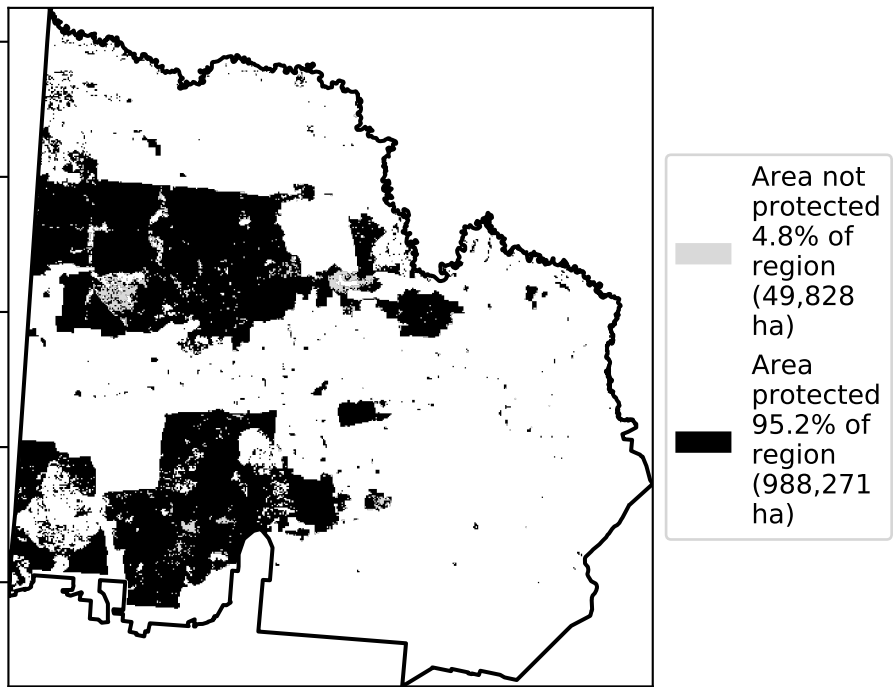 Area not
protected
4.8% of
region
(49,828
ha)
Area
protected
95.2% of
region
(988,271
ha)